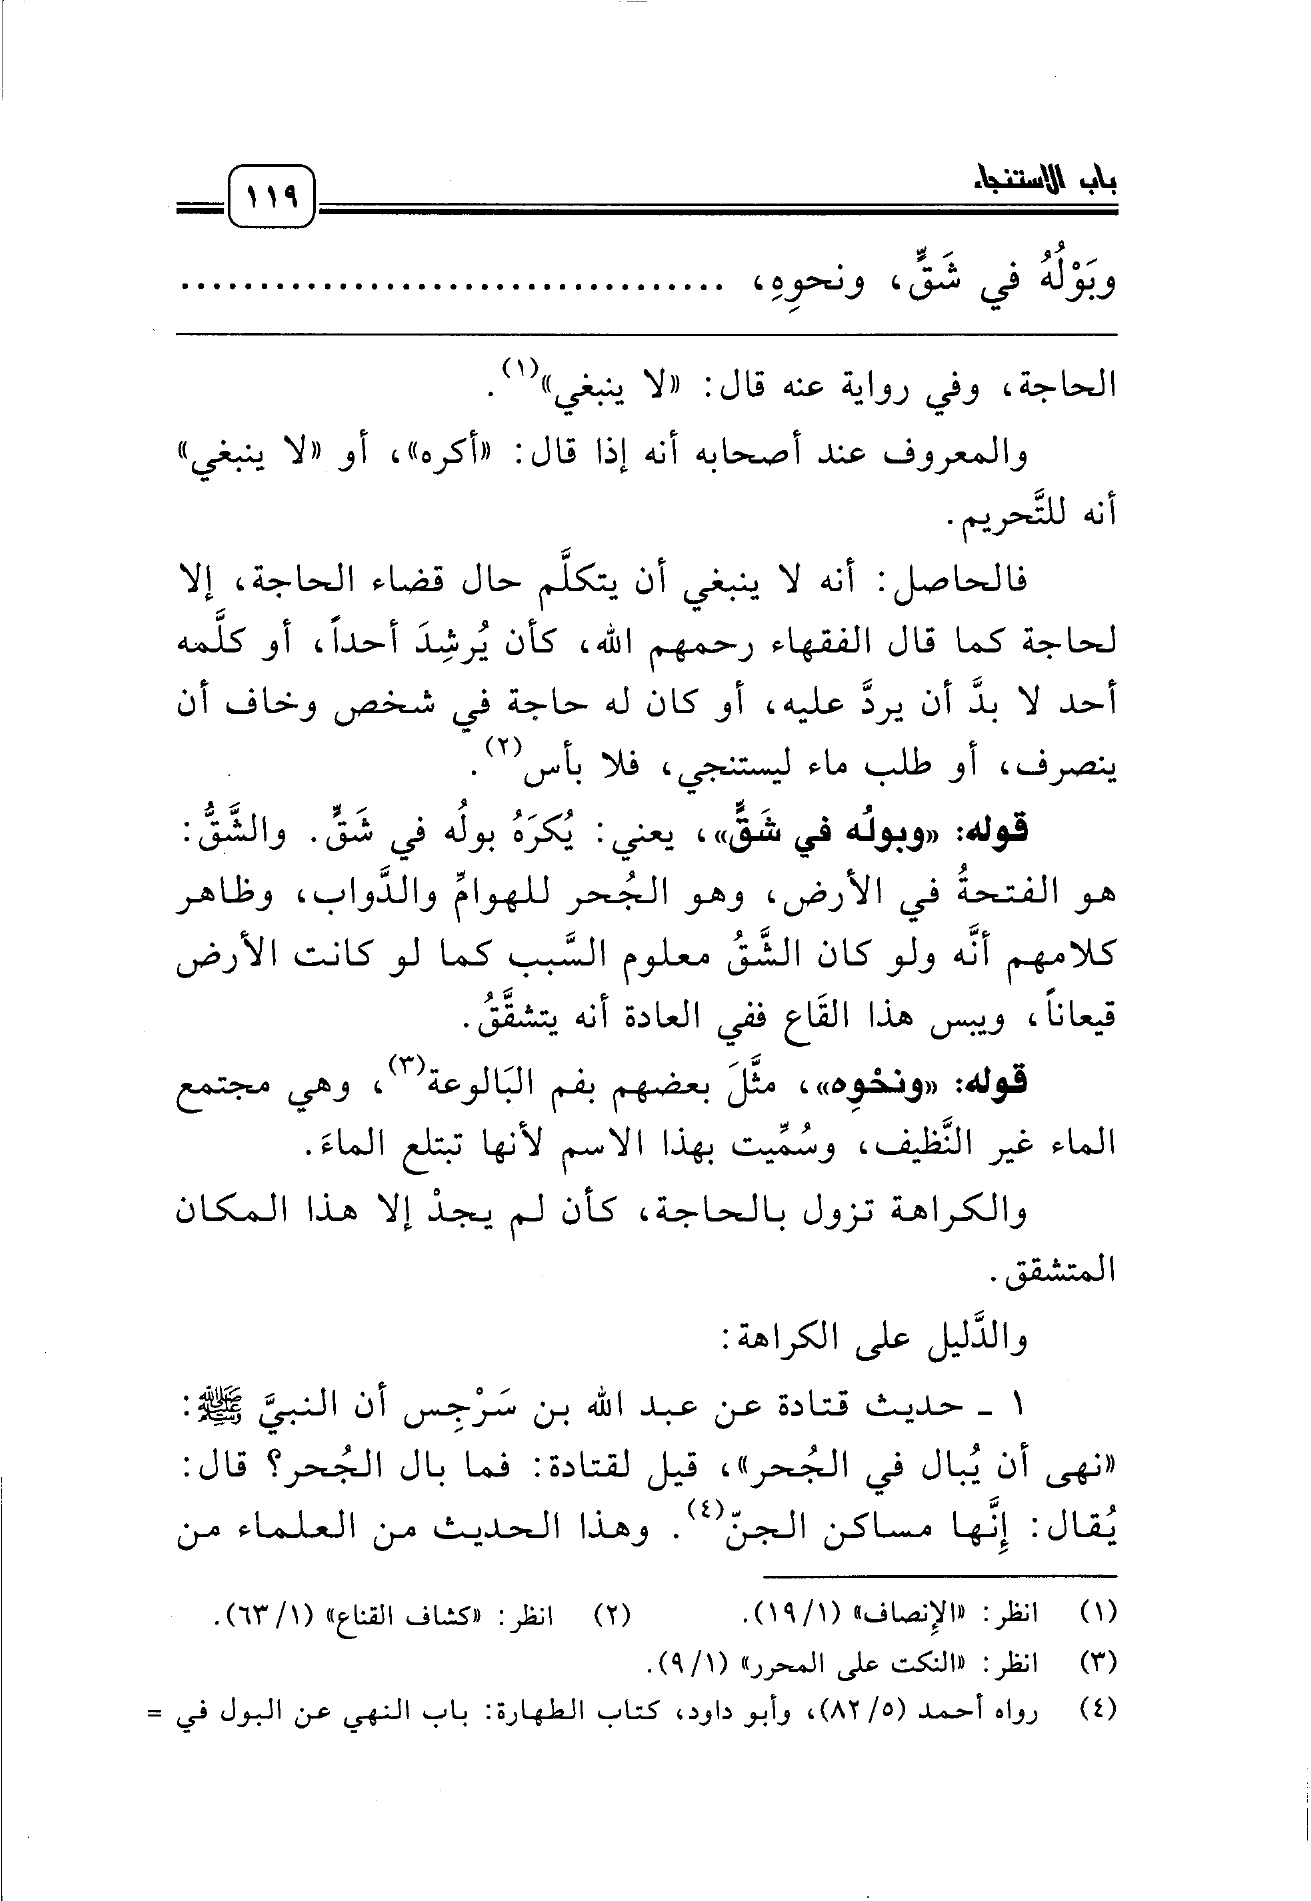 باب الاستنجاء
١١٩
وبَوْلُهُ في شَقٍّ، ونحوِهِ، ...................................
الحاجة، وفي رواية عنه قال: «لا ينبغي»(١).
والمعروف عند أصحابه أنه إذا قال: «أكره»، أو «لا ينبغي»
أنه للتَّحريم.
فالحاصل: أنه لا ينبغي أن يتكلَّم حال قضاء الحاجة، إلا
لحاجة كما قال الفقهاء رحمهم الله، كأن يُرشِدَ أحداً، أو كلَّمه
أحد لا بدَّ أن يردَّ عليه، أو كان له حاجة في شخص وخاف أن
ينصرف، أو طلب ماء ليستنجي، فلا بأس(٢).
قوله: «وبولُه في شَقٍّ»، يعني: يُكرَهُ بولُه في شَقٍّ. والشَّقُّ:
هو الفتحةُ في الأرض، وهو الجُحر للهوامِّ والدَّواب، وظاهر
كلامهم أنَّه ولو كان الشَّقُ معلوم السَّبب كما لو كانت الأرض
قيعاناً، ويبس هذا القَاع ففي العادة أنه يتشقَّقُ.
قوله: «ونحْوِه»، مثَّلَ بعضهم بفم البَالوعة(٣)، وهي مجتمع
الماء غير النَّظيف، وسُمِّيت بهذا الاسم لأنها تبتلع الماءَ.
والكراهة تزول بالحاجة، كأن لم يجدْ إلا هذا المكان
المتشقق.
والدَّليل على الكراهة:
١ ـ حديث قتادة عن عبد الله بن سَرْجِس أن النبيَّ ﷺ:
«نهى أن يُبال في الجُحر»، قيل لقتادة: فما بال الجُحر؟ قال:
يُقال: إِنَّها مساكن الجنّ(٤). وهذا الحديث من العلماء من
(١) انظر: «الإنصاف» (١/ ١٩). (٢) انظر: «كشاف القناع» (١/ ٦٣).
(٣) انظر: «النكت على المحرر» (١/ ٩).
(٤) رواه أحمد (٥/ ٨٢)، وأبو داود، كتاب الطهارة: باب النهي عن البول في =